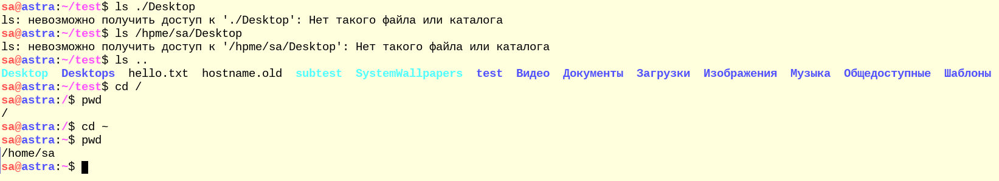 sa@astra:~/test$ ls ./Desktop
ls: невозможно получить доступ к './Desktop': Нет такого файла или каталога
sa@astra:~/test$ ls /hpme/sa/Desktop
ls: невозможно получить доступ к '/hpme/sa/Desktop': Нет такого файла или каталога
sa@astra:~/test$ ls ..
Desktop  Desktops  hello.txt  hostname.old  subtest  SystemWallpapers  test  Видео  Документы  Загрузки  Изображения  Музыка  Общедоступные  Шаблоны
sa@astra:~/test$ cd /
sa@astra:/$ pwd
/
sa@astra:/$ cd ~
sa@astra:~$ pwd
/home/sa
sa@astra:~$